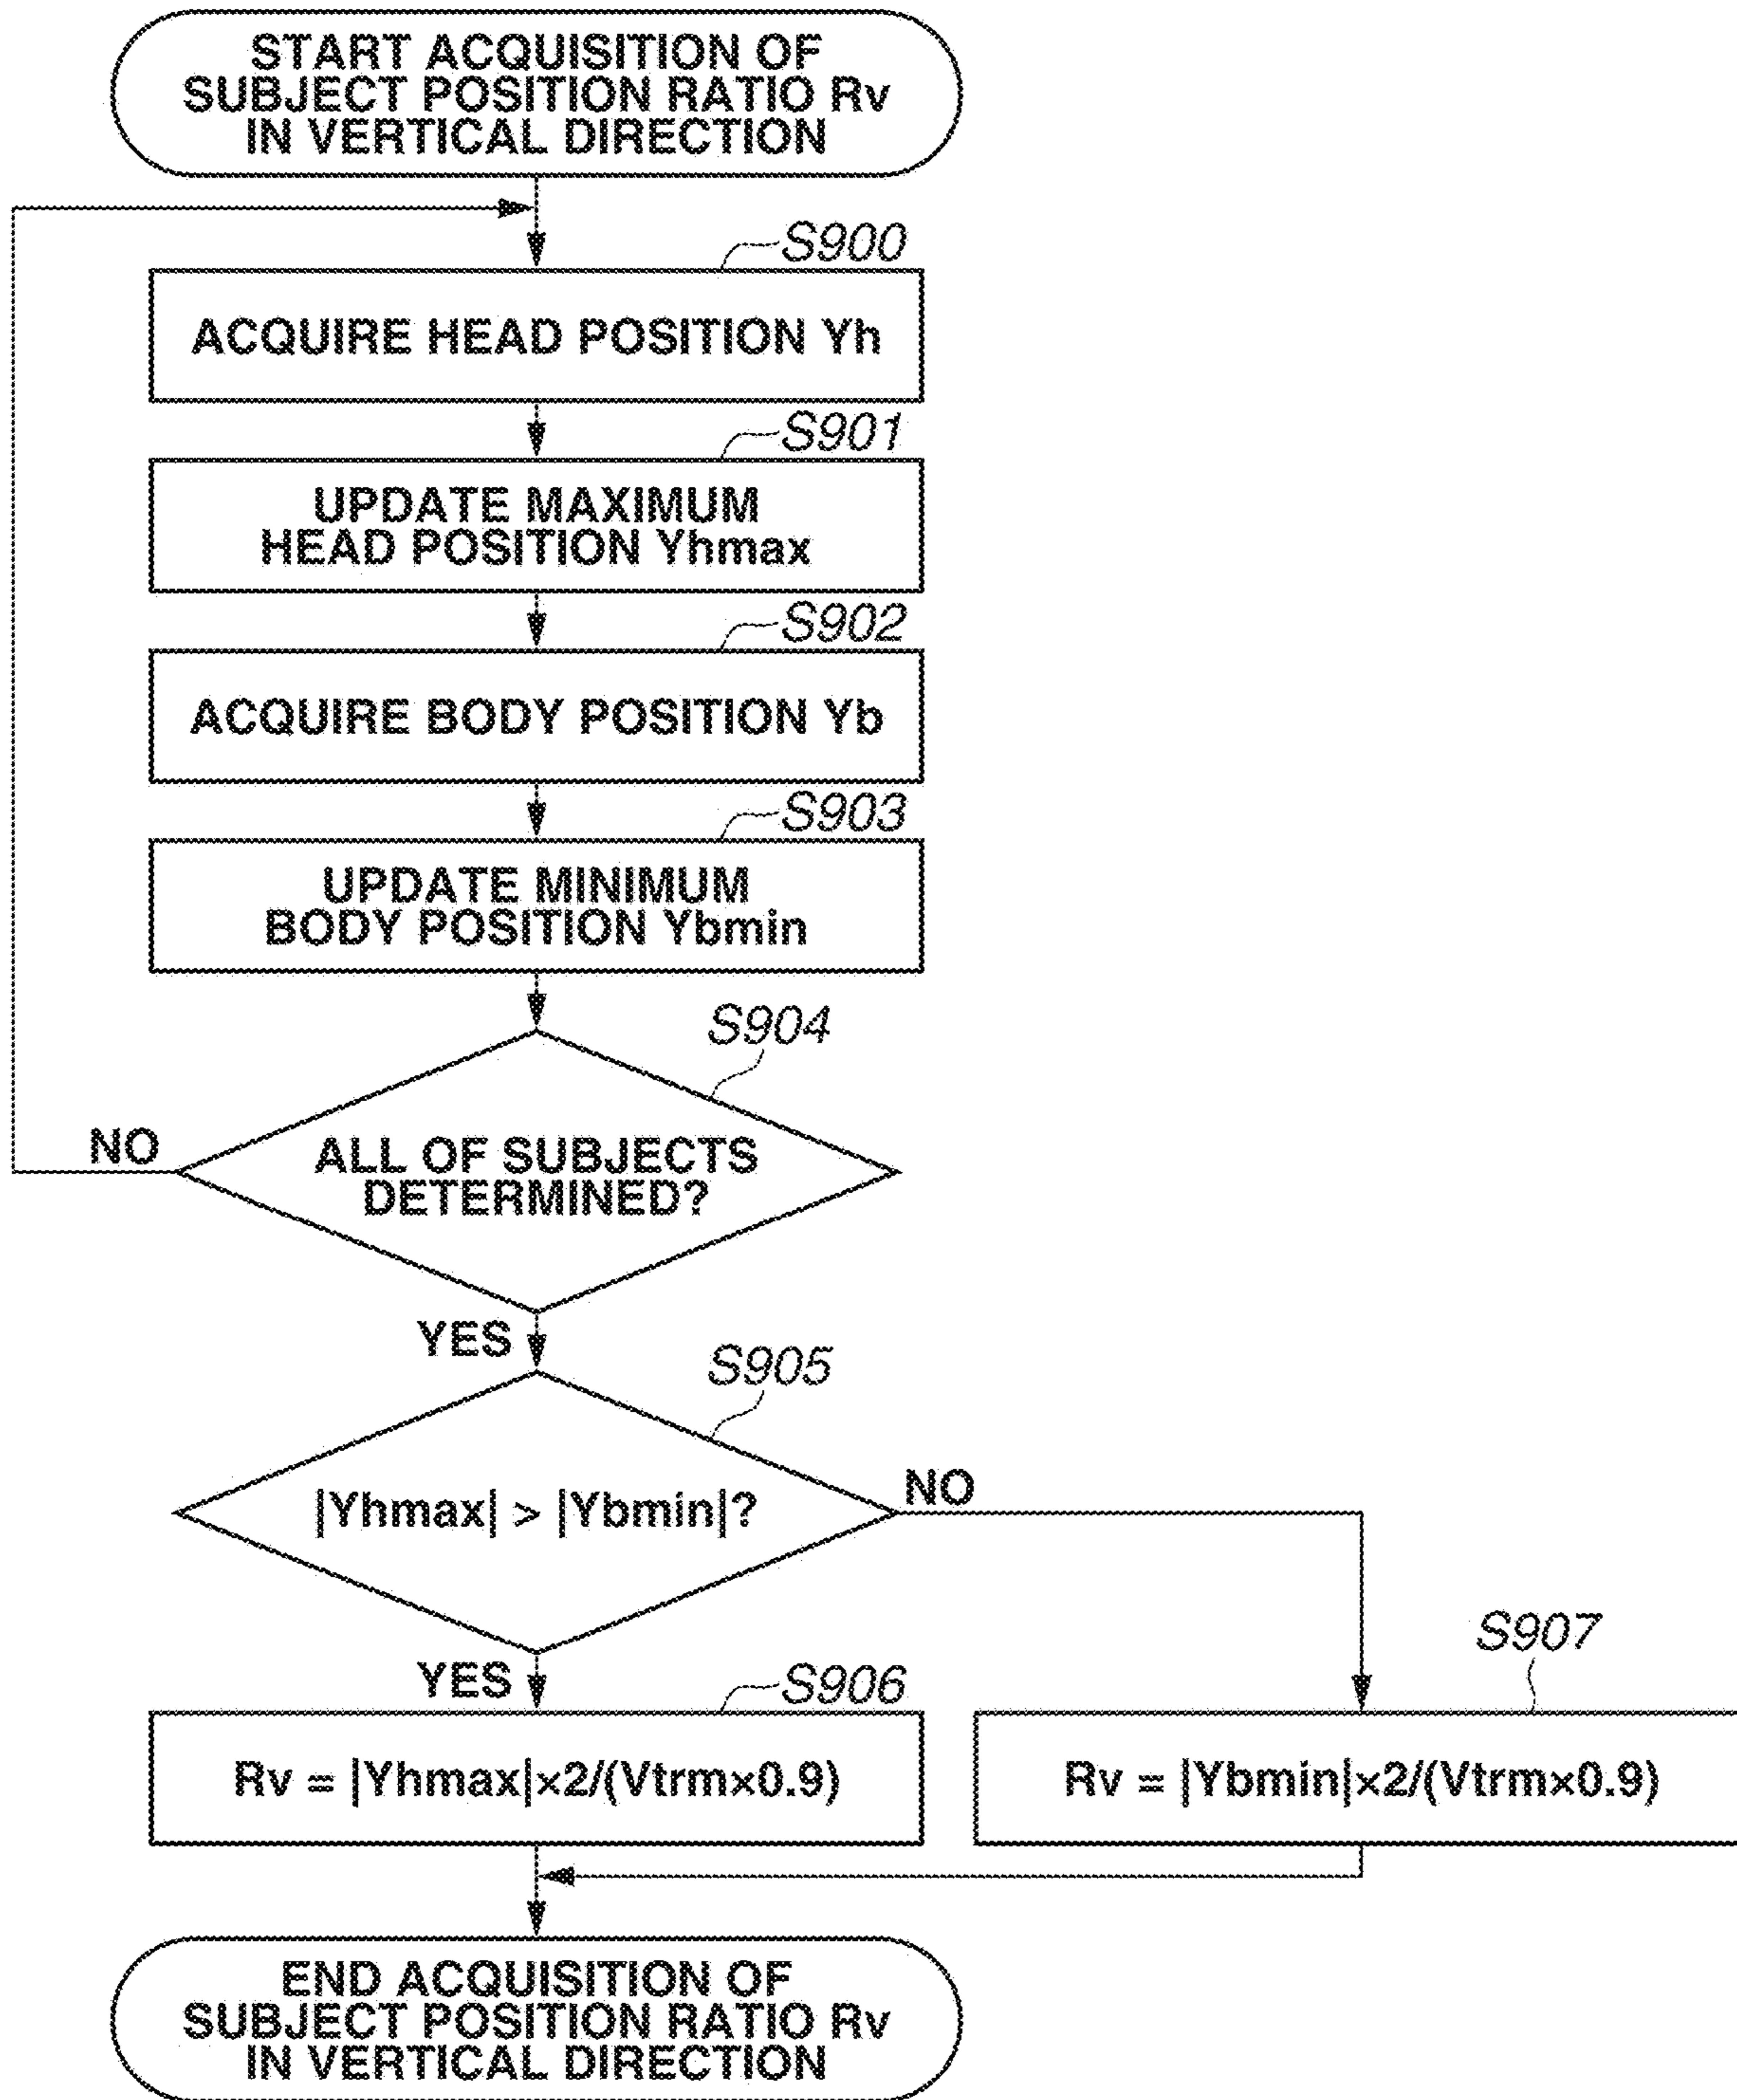 START ACQUISITION OF
SUBJECT POSITION RATIO Rv
IN VERTICAL DIRECTION
S900
ACQUIRE HEAD POSITION Yh
S901
UPDATE MAXIMUM
HEAD POSITION Yhmax
S902
ACQUIRE BODY POSITION Yb
S903
UPDATE MINIMUM
BODY POSITION Ybmin
S904
NO
ALL OF SUBJECTS
DETERMINED?
YES
S905
|Yhmax| > |Ybmin|?
NO
YES
S906
Rv = |Yhmax|×2/(Vtrm×0.9)
S907
Rv = |Ybmin|×2/(Vtrm×0.9)
END ACQUISITION OF
SUBJECT POSITION RATIO Rv
IN VERTICAL DIRECTION